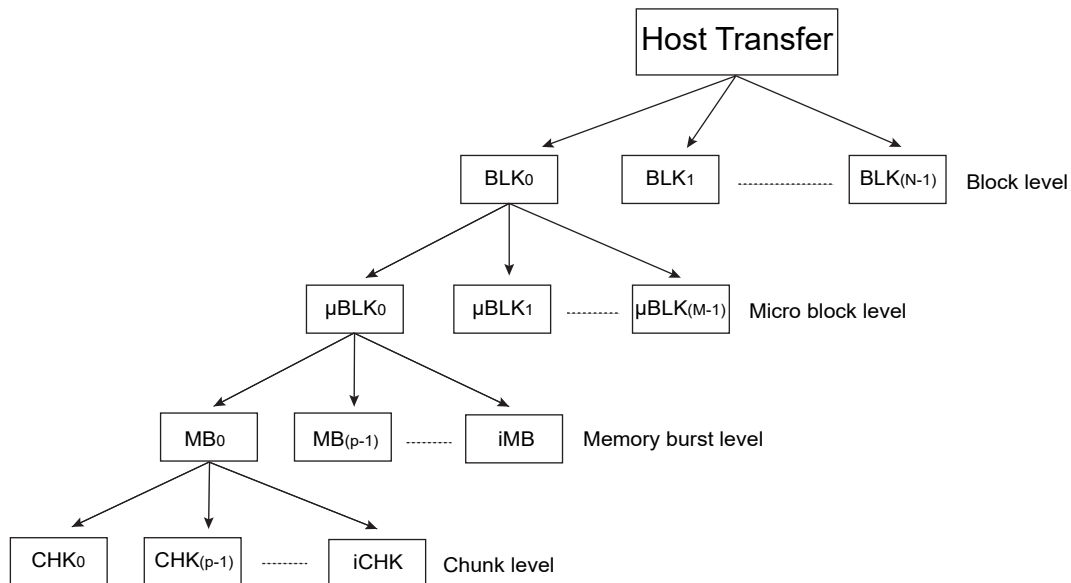 Host Transfer
BLK0 BLK1 BLK(N-1) Block level
µBLK0 µBLK1 µBLK(M-1) Micro block level
MB0 MB(p-1) iMB Memory burst level
CHK0 CHK(p-1) iCHK Chunk level